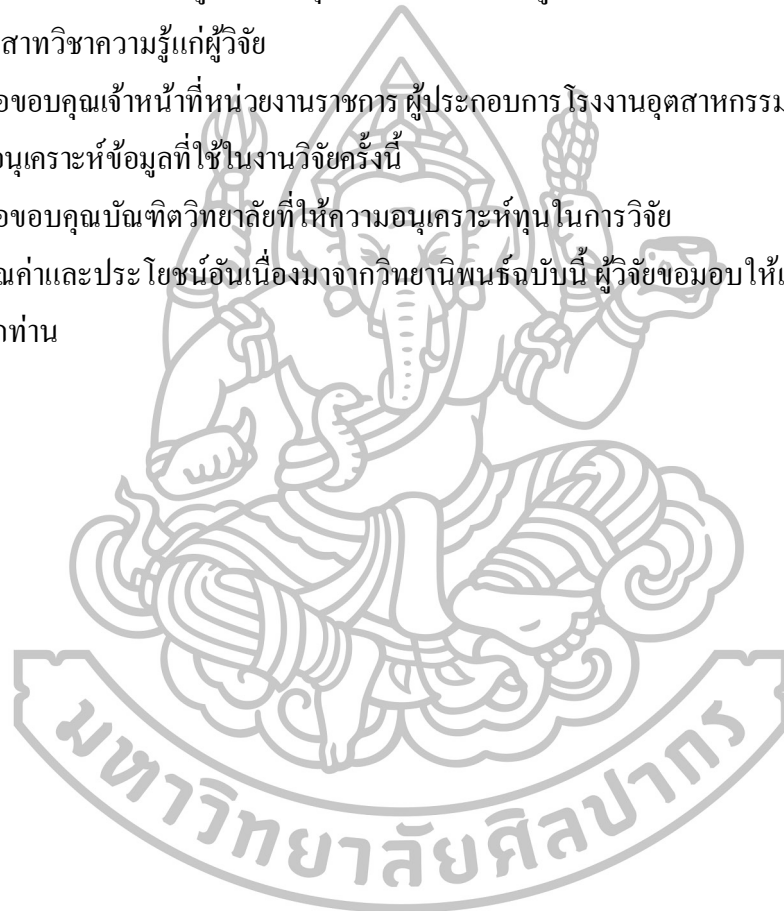 สาทวิชาความรู้แก่ผู้วิจัย
อขอบคุณเจ้าหน้าที่หน่วยงานราชการ ผู้ประกอบการโรงงานอุตสาหกรรม
อนุเคราะห์ข้อมูลที่ใช้ในงานวิจัยครั้งนี้
อขอบคุณบัณฑิตวิทยาลัยที่ให้ความอนุเคราะห์ทุนในการวิจัย
ณค่าและประโยชน์อันเนื่องมาจากวิทยานิพนธ์ฉบับนี้ ผู้วิจัยขอมอบให้แ
กท่าน
มหาวิทยาลัยศิลปากร